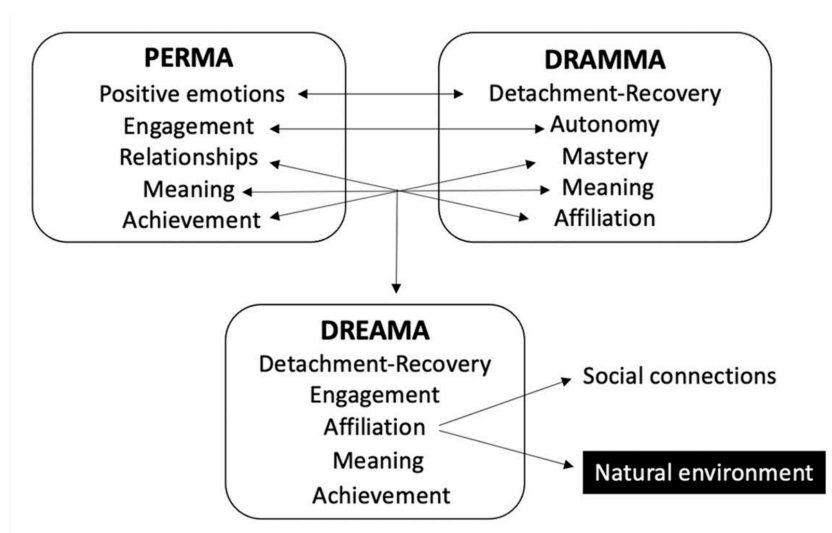 PERMA
Positive emotions
Engagement
Relationships
Meaning
Achievement
DRAMMA
Detachment-Recovery
Autonomy
Mastery
Meaning
Affiliation
DREAMA
Detachment-Recovery
Engagement
Affiliation
Meaning
Achievement
Social connections
Natural environment